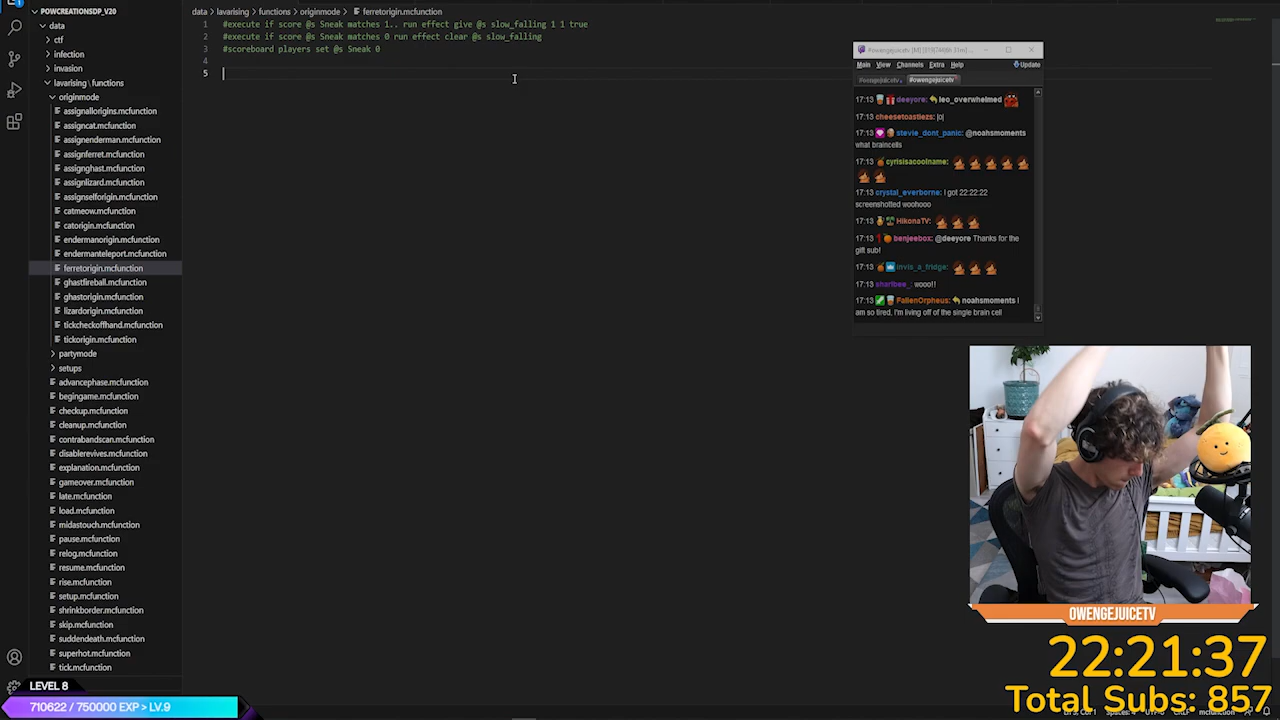 POWCREATIONSDP_V20
data
ctf
infection
invasion
lavarising \ functions
originmode
assignallorigins.mcfunction
assigncat.mcfunction
assignenderman.mcfunction
assignferret.mcfunction
assignghast.mcfunction
assignlizard.mcfunction
assignselforigin.mcfunction
catmeow.mcfunction
catorigin.mcfunction
endermanorigin.mcfunction
endermanteleport.mcfunction
ferretorigin.mcfunction
ghastfireball.mcfunction
ghastorigin.mcfunction
lizardorigin.mcfunction
tickcheckoffhand.mcfunction
tickorigin.mcfunction
partymode
setups
advancephase.mcfunction
begingame.mcfunction
checkup.mcfunction
cleanup.mcfunction
contrabandscan.mcfunction
disablerevives.mcfunction
explanation.mcfunction
gameover.mcfunction
late.mcfunction
load.mcfunction
midastouch.mcfunction
pause.mcfunction
relog.mcfunction
resume.mcfunction
rise.mcfunction
setup.mcfunction
shrinkborder.mcfunction
skip.mcfunction
suddendeath.mcfunction
superhot.mcfunction
tick.mcfunction
data > lavarising > functions > originmode > ferretorigin.mcfunction
1 #execute if score @s Sneak matches 1.. run effect give @s slow_falling 1 1 true
2 #execute if score @s Sneak matches 0 run effect clear @s slow_falling
3 #scoreboard players set @s Sneak 0
4
5
Main View Channels Extra Help Update
#owengejuicetv #owengejuicetv
17:13 deeyore: leo_overwhelmed
17:13 cheesetoastiezs: |o|
17:13 stevie_dont_panic: @noahsmoments
what braincells
17:13 cyrisisacoolname:
17:13 crystal_everborne: I got 22:22:22
screenshotted woohooo
17:13 HikonaTV:
17:13 benjeebox: @deeyore Thanks for the
gift sub!
17:13 invis_a_fridge:
17:13 sharlbee_: wooo!!
17:13 FallenOrpheus: noahsmoments I
am so tired, I'm living off of the single brain cell
OWENGEJUICETV
22:21:37
Total Subs: 857
LEVEL 8
710622 / 750000 EXP > LV.9